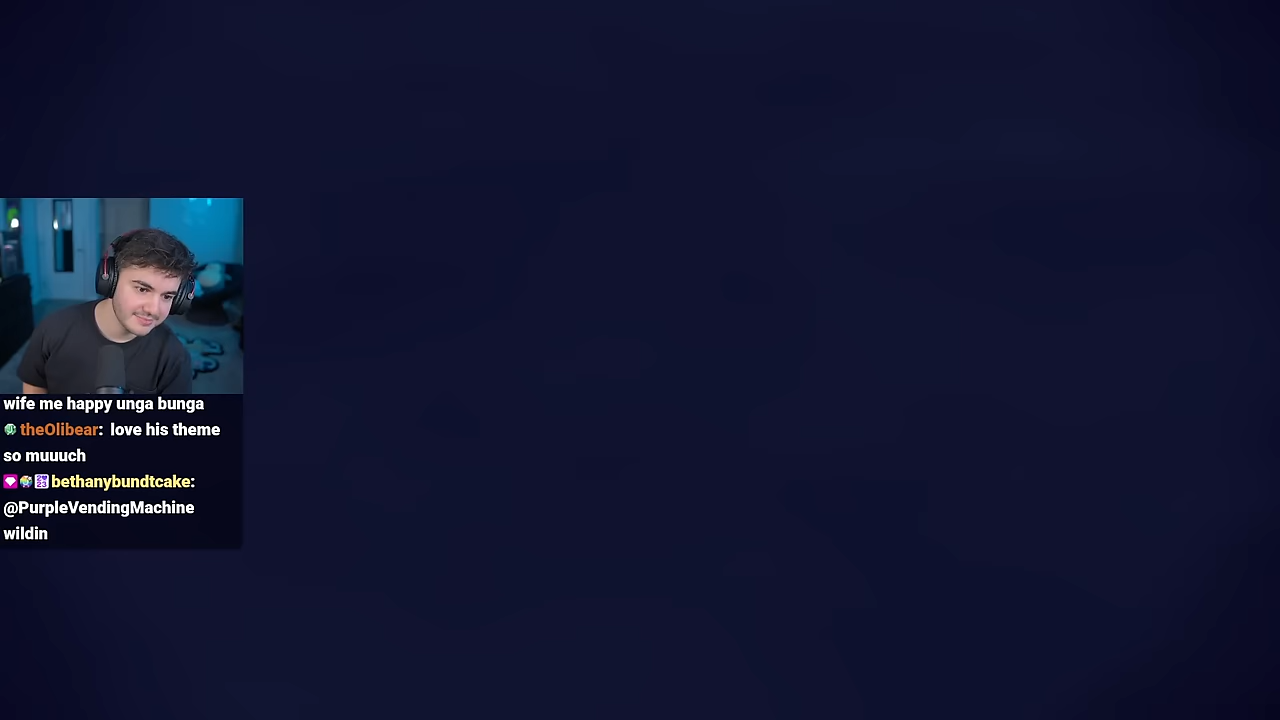 wife me happy unga bunga
theOlibear: love his theme
so muuuch
bethanybundtcake:
@PurpleVendingMachine
wildin